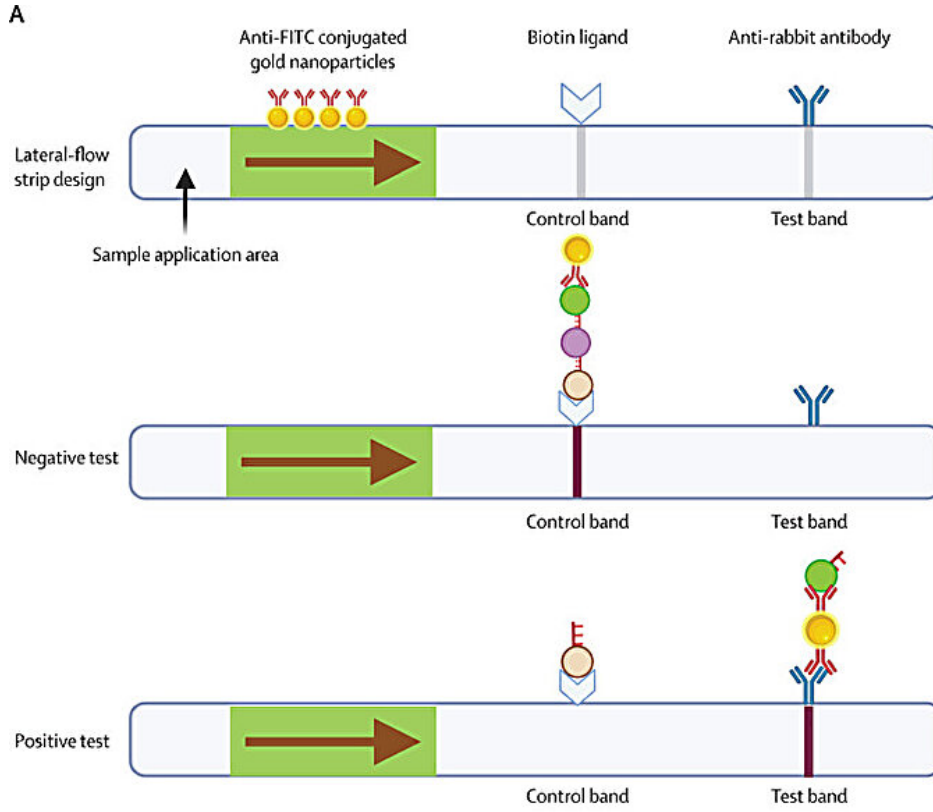 A
Anti-FITC conjugated
gold nanoparticles
Biotin ligand
Anti-rabbit antibody
Lateral-flow
strip design
Control band
Test band
Sample application area
Negative test
Control band
Test band
Positive test
Control band
Test band